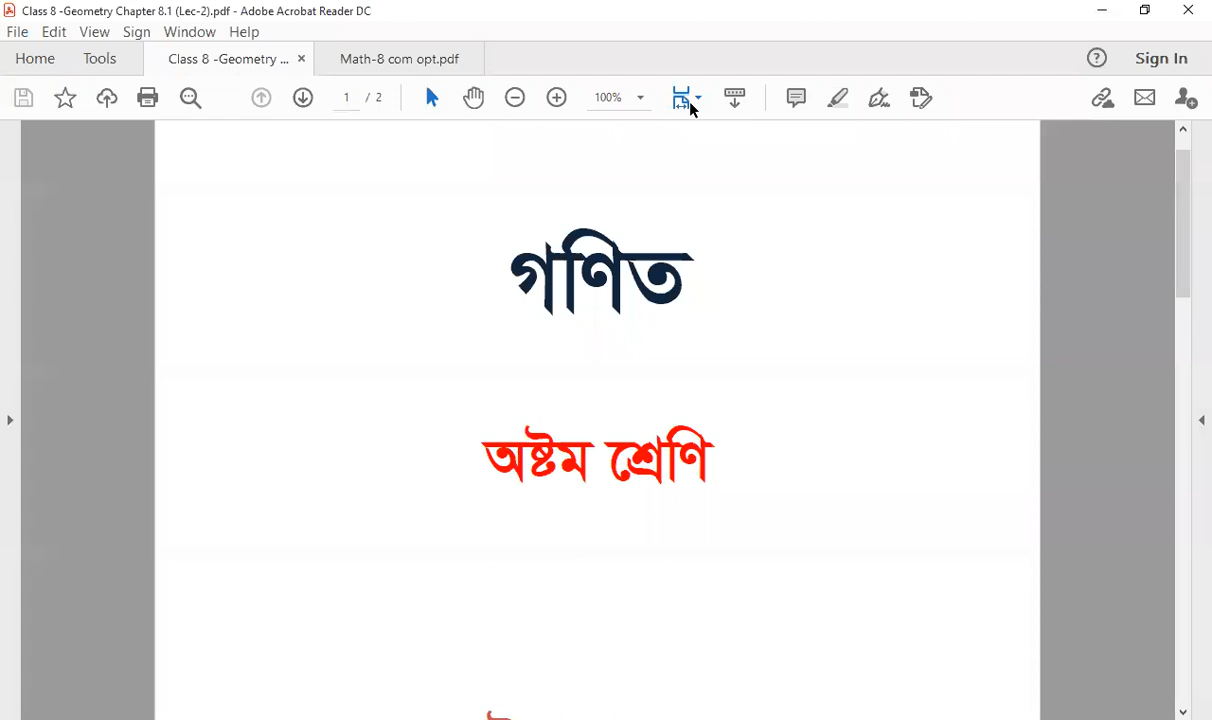 Class 8 -Geometry Chapter 8.1 (Lec-2).pdf - Adobe Acrobat Reader DC
File Edit View Sign Window Help
Home Tools Class 8 -Geometry ... × Math-8 com opt.pdf Sign In
1 / 2 100%
গণিত
অষ্টম শ্রেণি